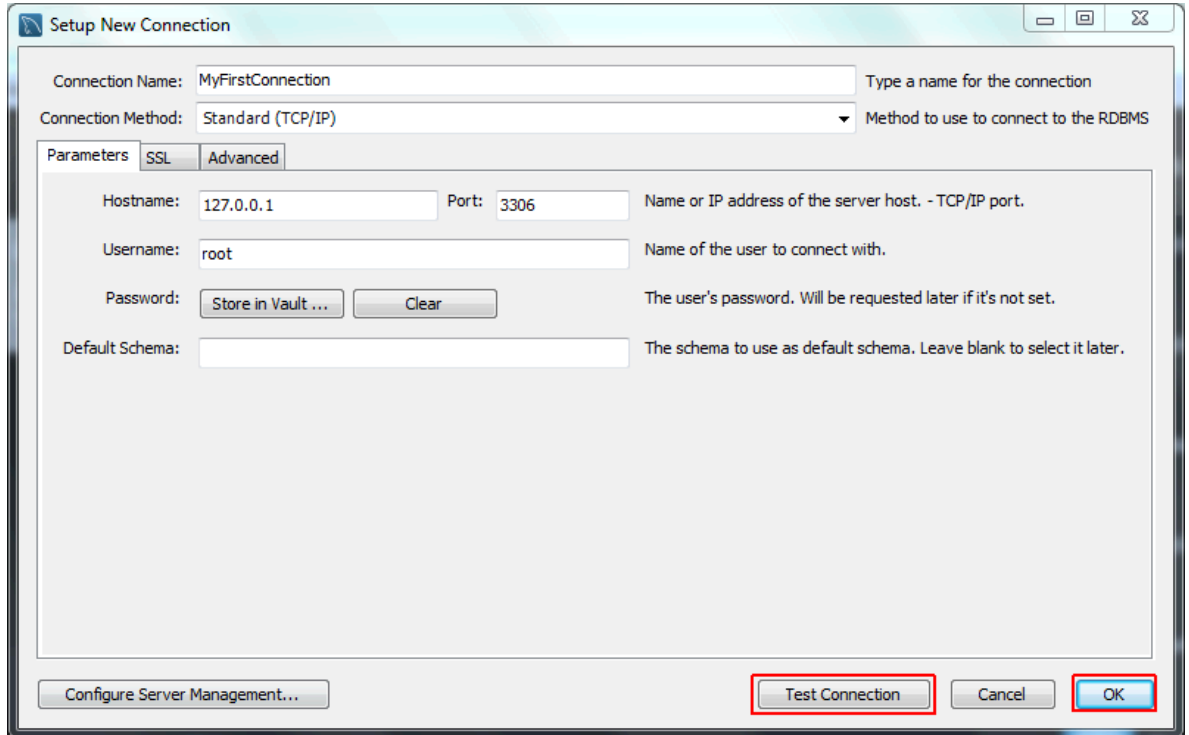 Setup New Connection
Connection Name: MyFirstConnection Type a name for the connection
Connection Method: Standard (TCP/IP) Method to use to connect to the RDBMS
Parameters SSL Advanced
Hostname: 127.0.0.1 Port: 3306 Name or IP address of the server host. - TCP/IP port.
Username: root Name of the user to connect with.
Password: Store in Vault ... Clear The user's password. Will be requested later if it's not set.
Default Schema: The schema to use as default schema. Leave blank to select it later.
Configure Server Management... Test Connection Cancel OK